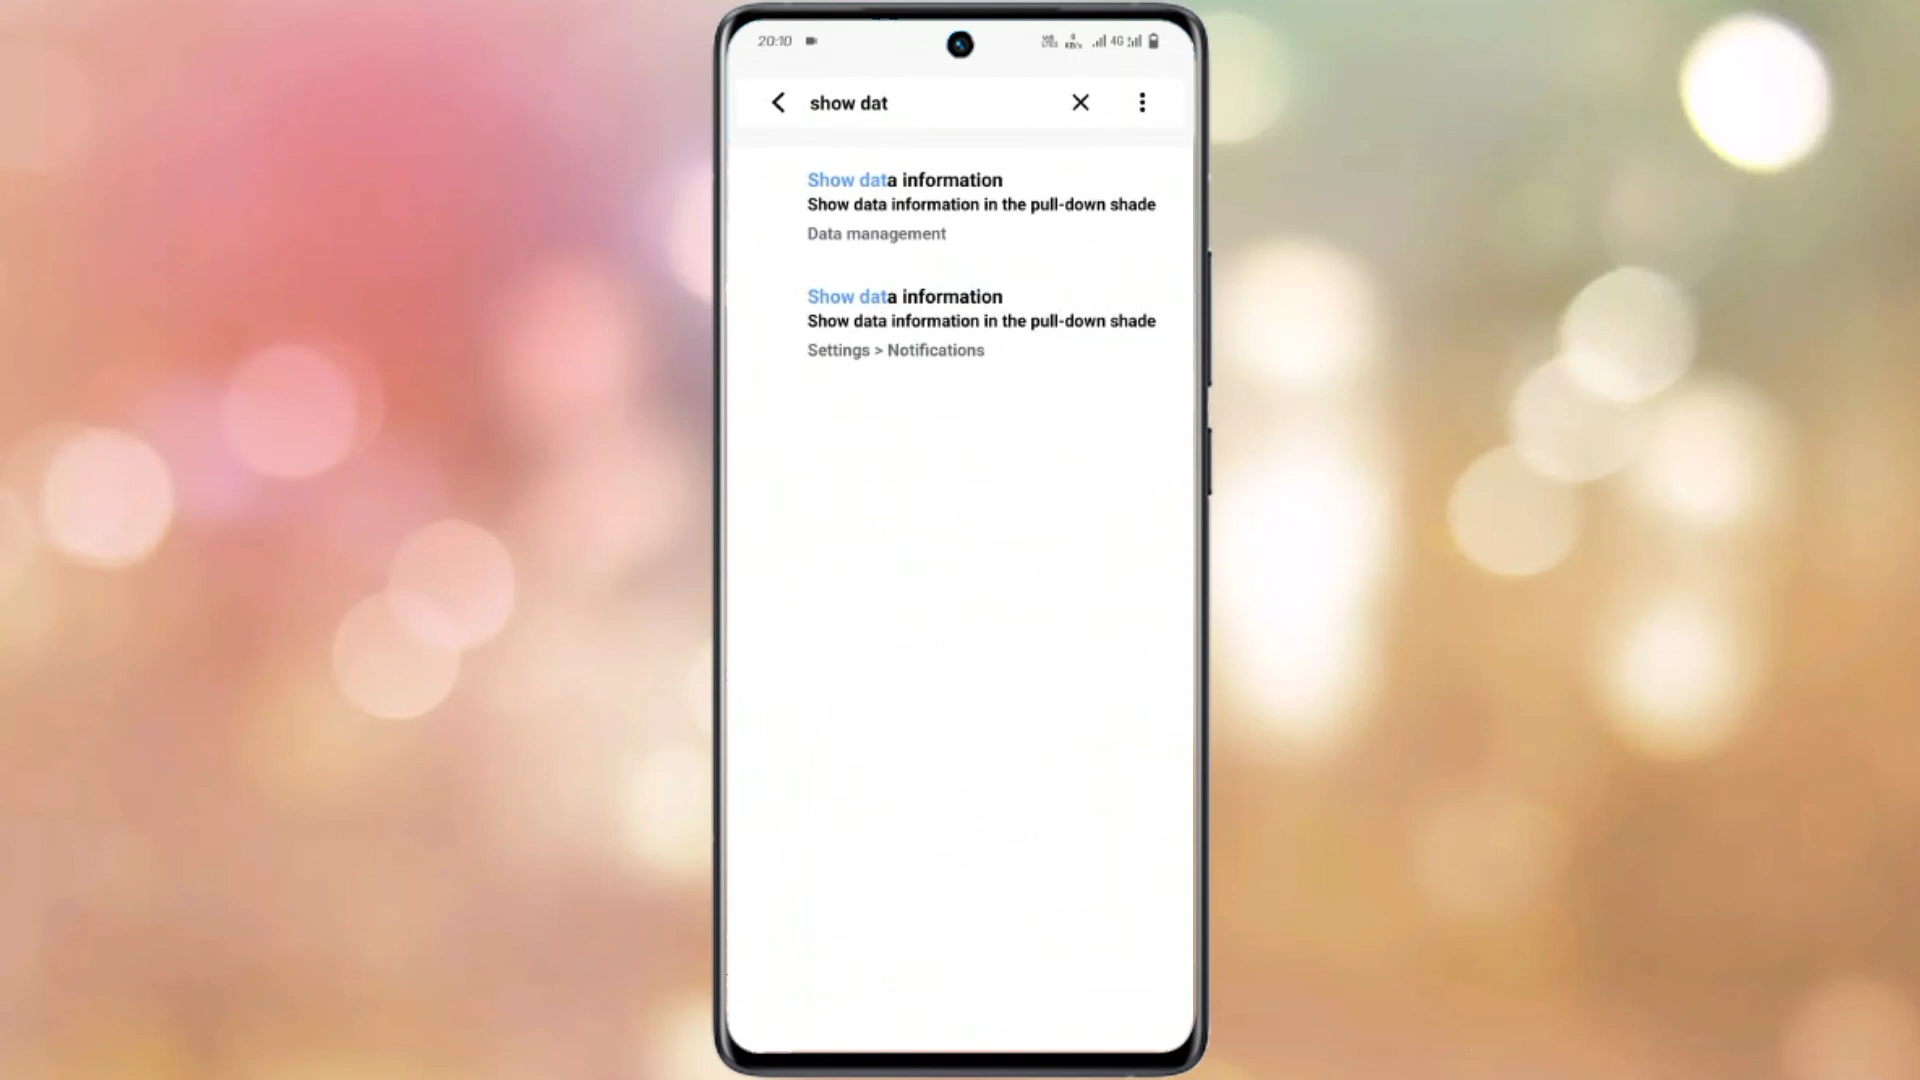 20:10
4G
show dat
Show data information
Show data information in the pull-down shade
Data management
Show data information
Show data information in the pull-down shade
Settings > Notifications